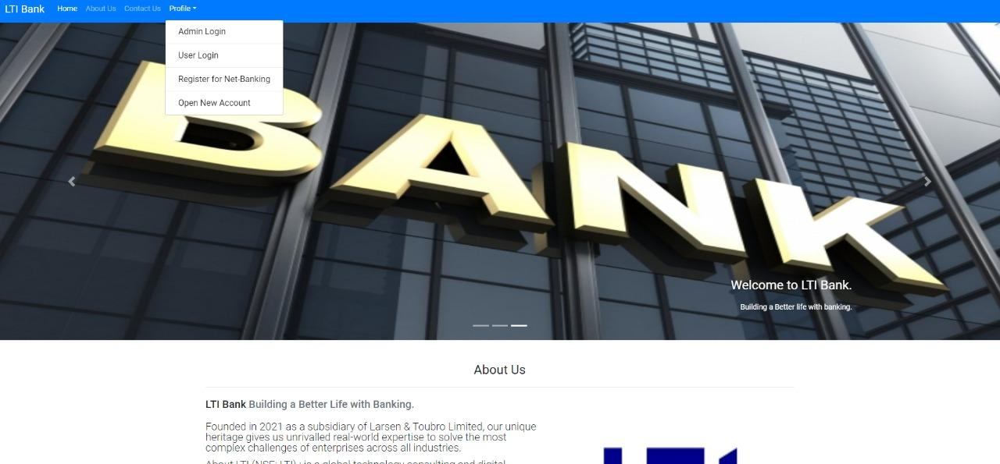 LTI Bank Home About Us Contact Us Profile
Admin Login
User Login
Register for Net-Banking
Open New Account
BANK
Welcome to LTI Bank.
Building a Better life with banking.
About Us
LTI Bank Building a Better Life with Banking.
Founded in 2021 as a subsidiary of Larsen & Toubro Limited, our unique
heritage gives us unrivalled real-world expertise to solve the most
complex challenges of enterprises across all industries.
About LTI (NSE: LTI) : is a global technology consulting and digital